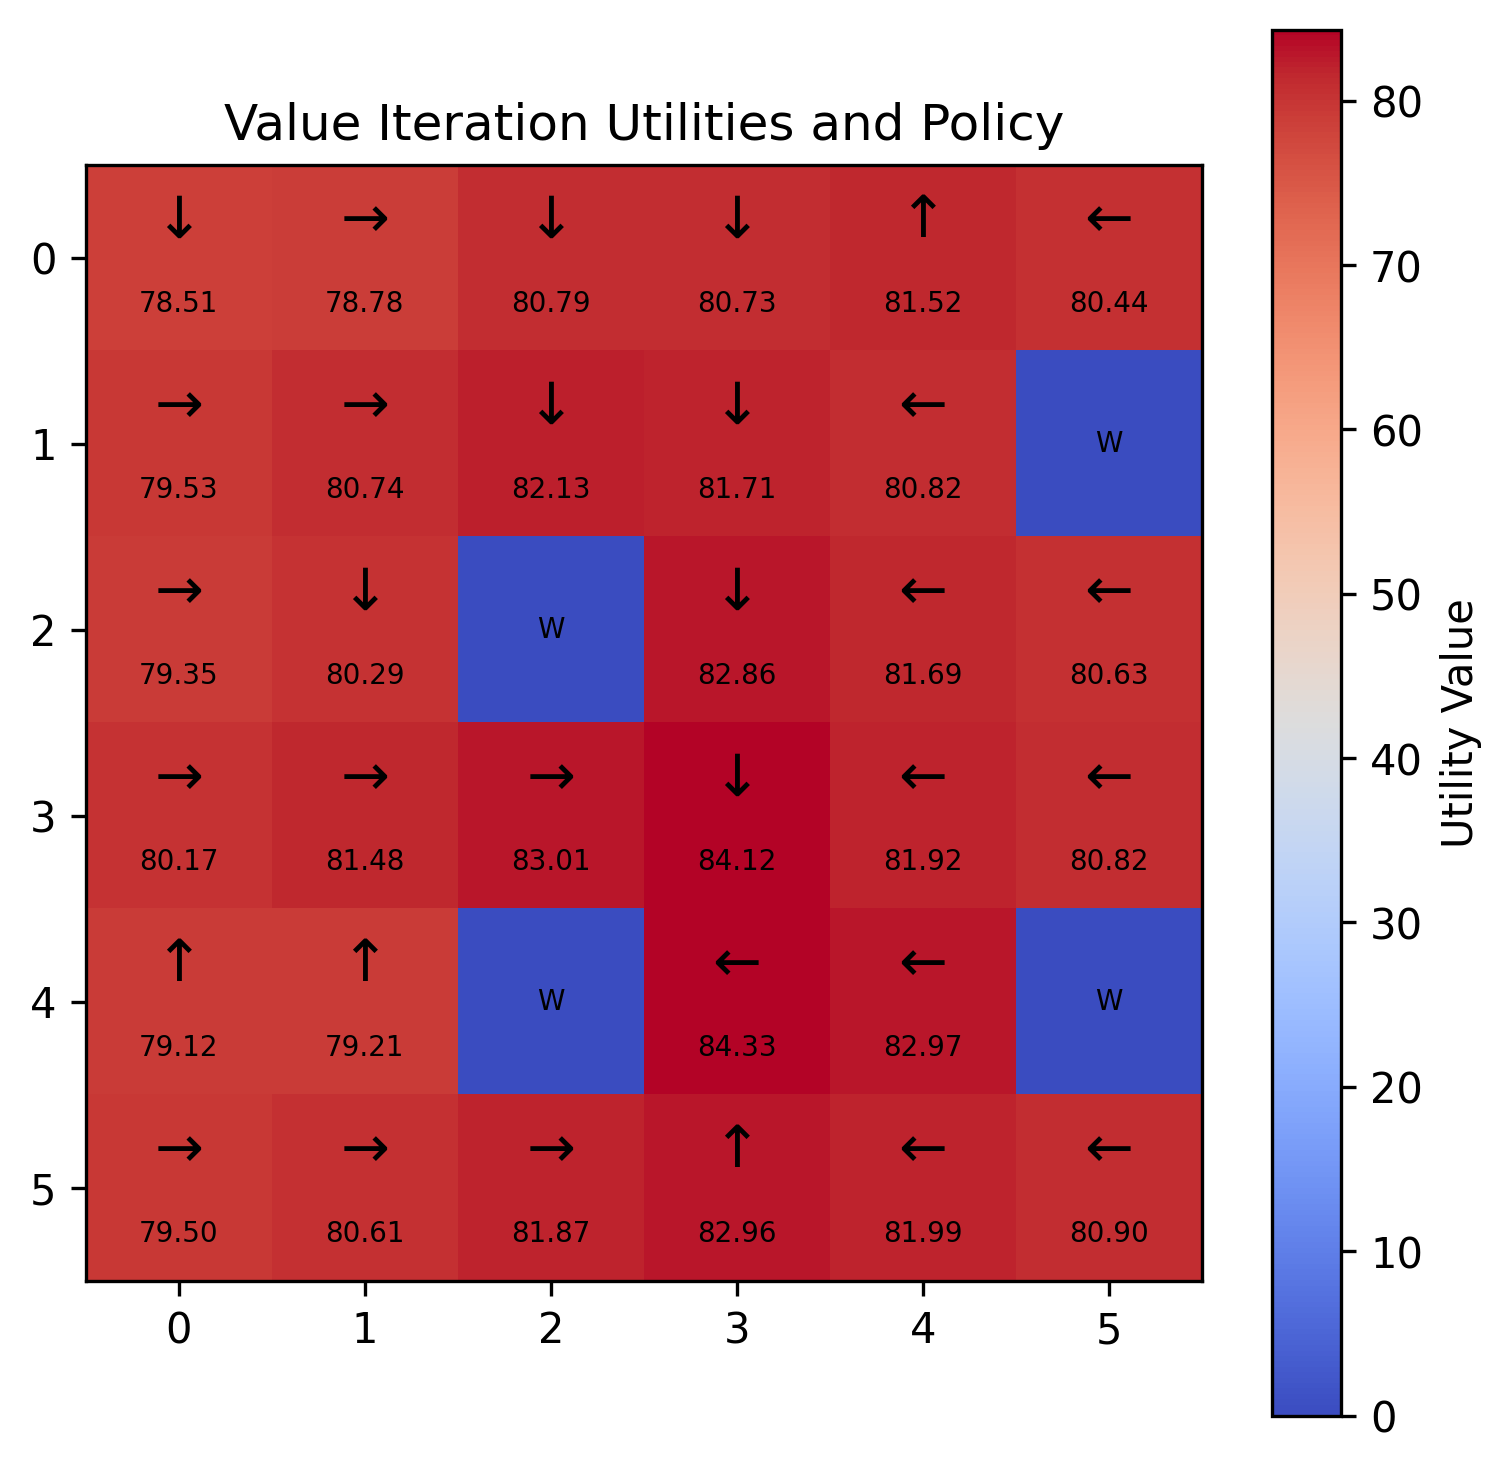 Value Iteration Utilities and Policy
0 ↓ → ↓ ↓ ↑ ←
78.51 78.78 80.79 80.73 81.52 80.44
1 → → ↓ ↓ ← W
79.53 80.74 82.13 81.71 80.82
2 → ↓ W ↓ ← ←
79.35 80.29 82.86 81.69 80.63
3 → → → ↓ ← ←
80.17 81.48 83.01 84.12 81.92 80.82
4 ↑ ↑ W ← ← W
79.12 79.21 84.33 82.97
5 → → → ↑ ← ←
79.50 80.61 81.87 82.96 81.99 80.90
0 1 2 3 4 5
80
70
60
50
40
30
20
10
0
Utility Value